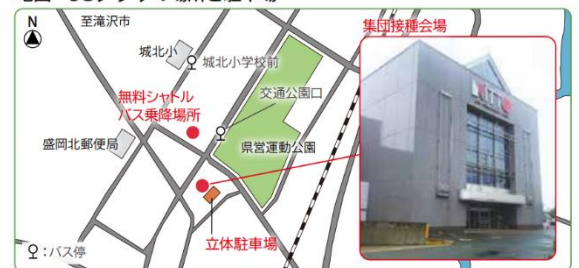 N
至滝沢市
集団接種会場
城北小
城北小学校前
無料シャトル
バス乗降場所
交通公園口
盛岡北郵便局
県営運動公園
立体駐車場
:バス停